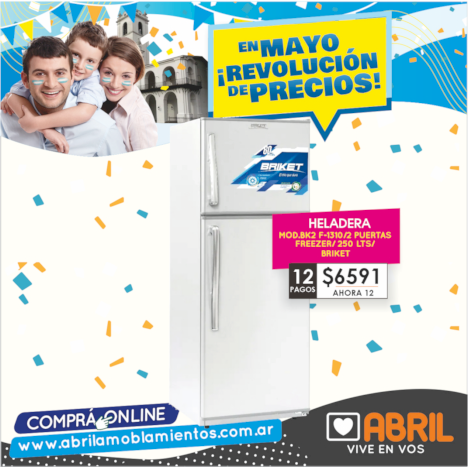 EN MAYO
¡REVOLUCIÓN
DE PRECIOS!
BRIKET
HELADERA
MOD.BK2 F-1310/2 PUERTAS
FREEZER/ 250 LTS/
BRIKET
12 PAGOS
$6591
AHORA 12
COMPRÁ ONLINE
www.abrilamoblamientos.com.ar
ABRIL
VIVE EN VOS